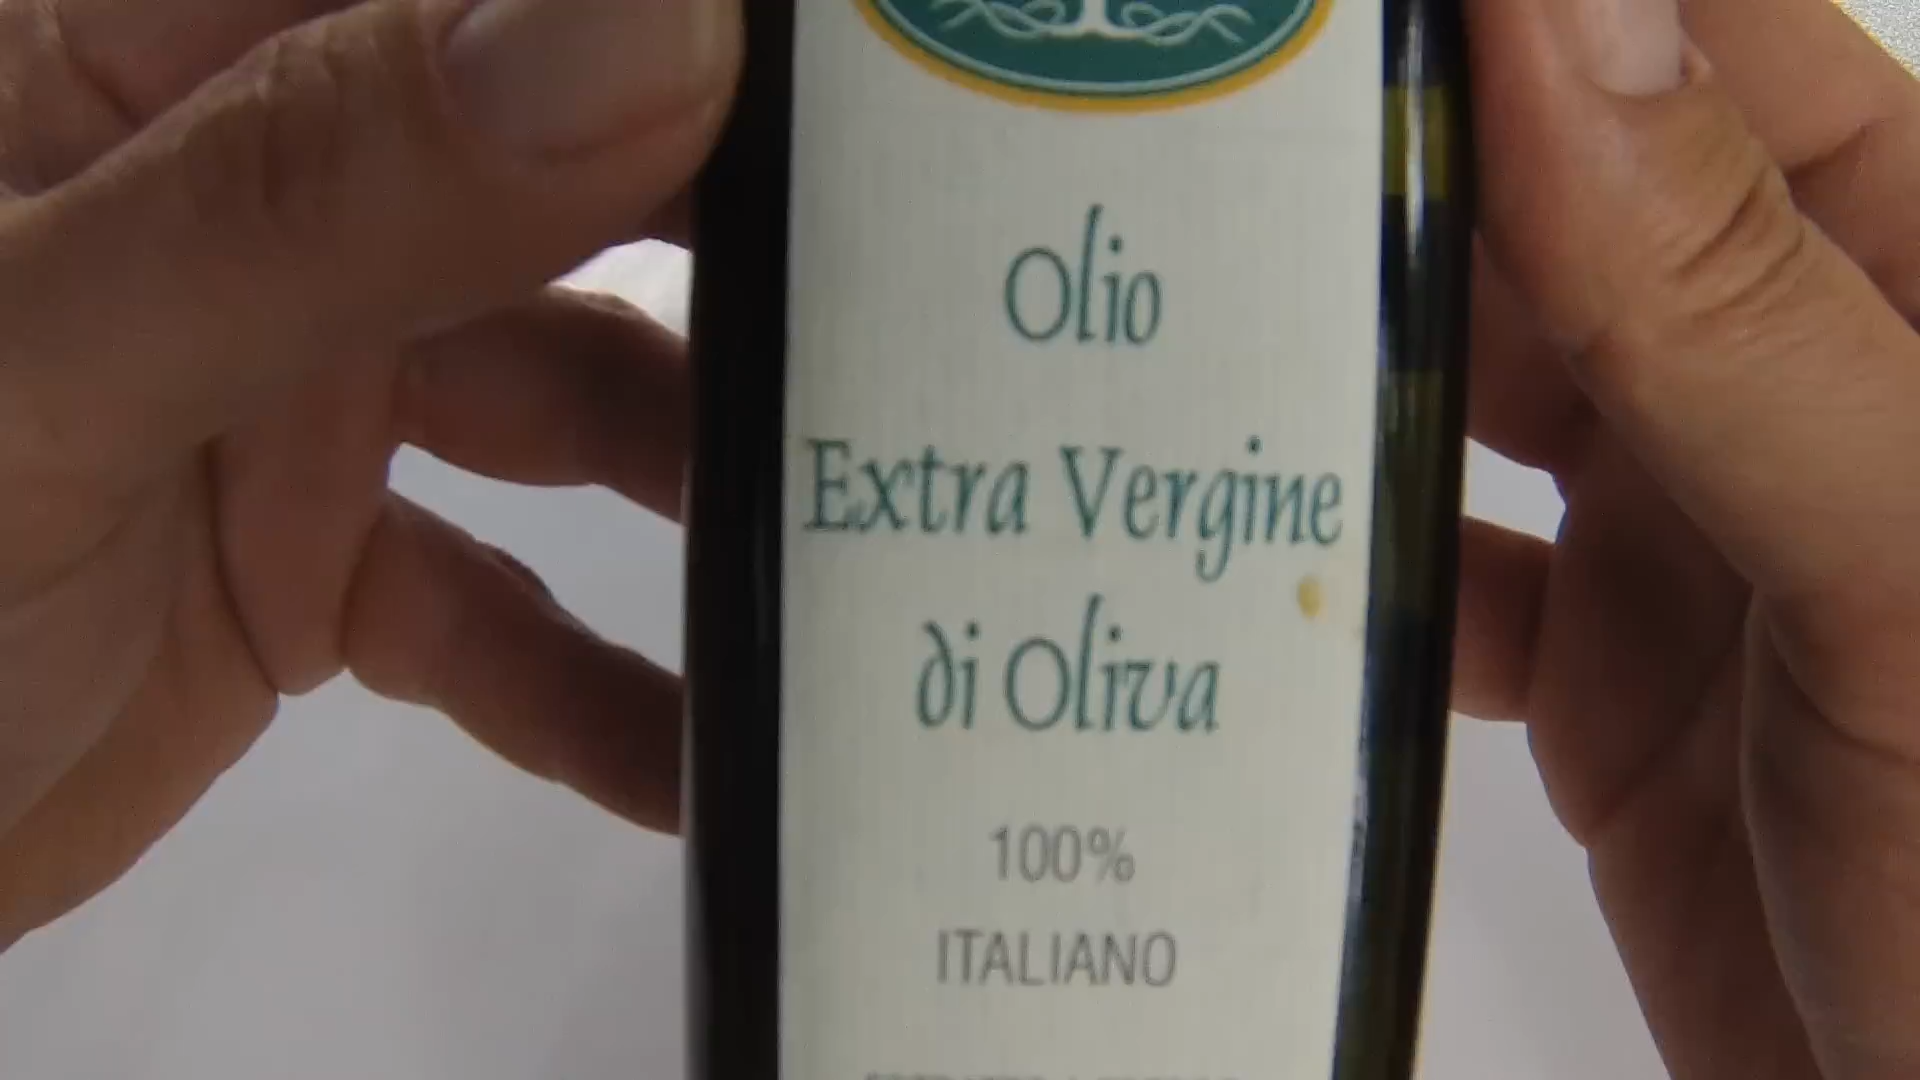 Olio
Extra Vergine
di Oliva
100%
ITALIANO